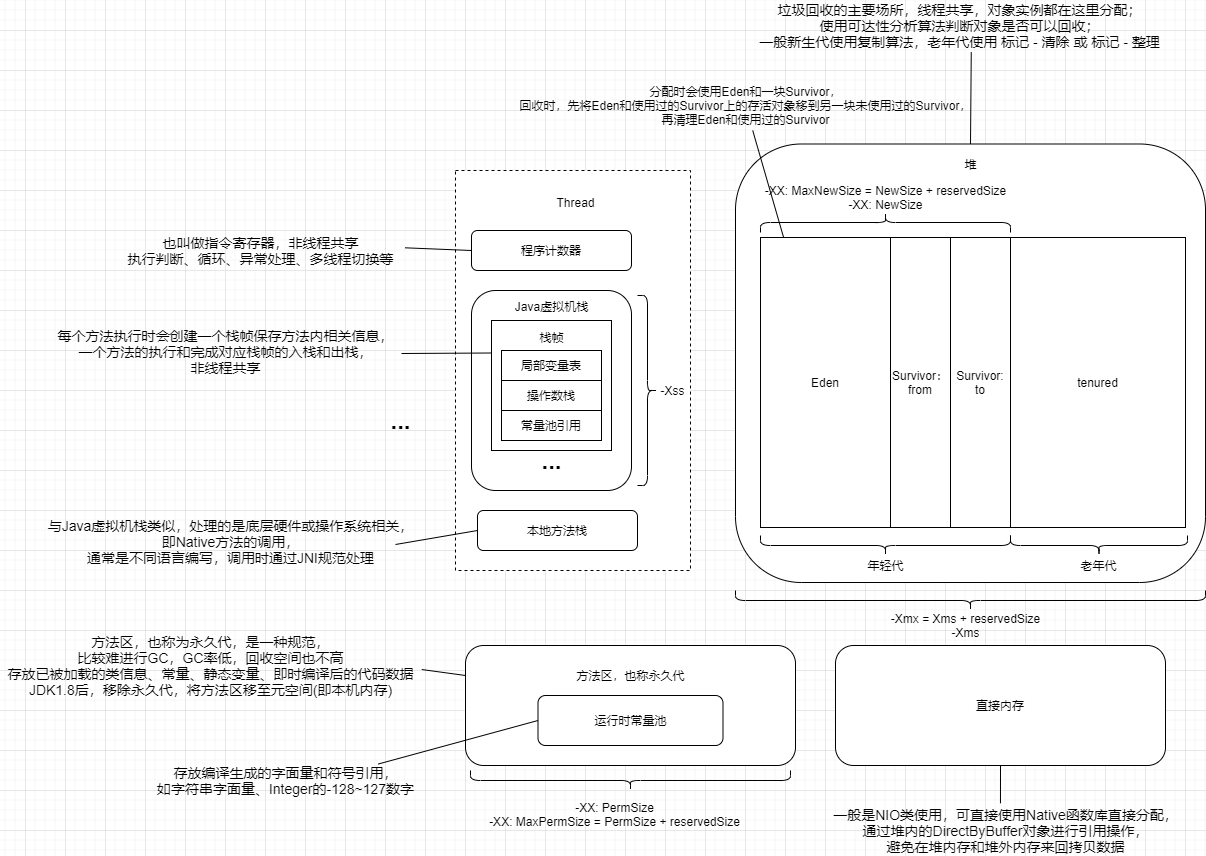 垃圾回收的主要场所，线程共享，对象实例都在这里分配；
使用可达性分析算法判断对象是否可以回收；
一般新生代使用复制算法，老年代使用 标记 - 清除 或 标记 - 整理
分配时会使用Eden和一块Survivor，
回收时，先将Eden和使用过的Survivor上的存活对象移到另一块未使用过的Survivor，
再清理Eden和使用过的Survivor
堆
-XX: MaxNewSize = NewSize + reservedSize
-XX: NewSize
Eden
Survivor：
from
Survivor:
to
tenured
年轻代
老年代
-Xmx = Xms + reservedSize
-Xms
Thread
程序计数器
也叫做指令寄存器，非线程共享
执行判断、循环、异常处理、多线程切换等
Java虚拟机栈
栈帧
局部变量表
操作数栈
常量池引用
...
-Xss
每个方法执行时会创建一个栈帧保存方法内相关信息，
一个方法的执行和完成对应栈帧的入栈和出栈，
非线程共享
...
本地方法栈
与Java虚拟机栈类似，处理的是底层硬件或操作系统相关，
即Native方法的调用，
通常是不同语言编写，调用时通过JNI规范处理
方法区，也称为永久代，是一种规范，
比较难进行GC，GC率低，回收空间也不高
存放已被加载的类信息、常量、静态变量、即时编译后的代码数据
JDK1.8后，移除永久代，将方法区移至元空间(即本机内存)
方法区，也称永久代
运行时常量池
存放编译生成的字面量和符号引用，
如字符串字面量、Integer的-128~127数字
-XX: PermSize
-XX: MaxPermSize = PermSize + reservedSize
直接内存
一般是NIO类使用，可直接使用Native函数库直接分配，
通过堆内的DirectByBuffer对象进行引用操作，
避免在堆内存和堆外内存来回拷贝数据